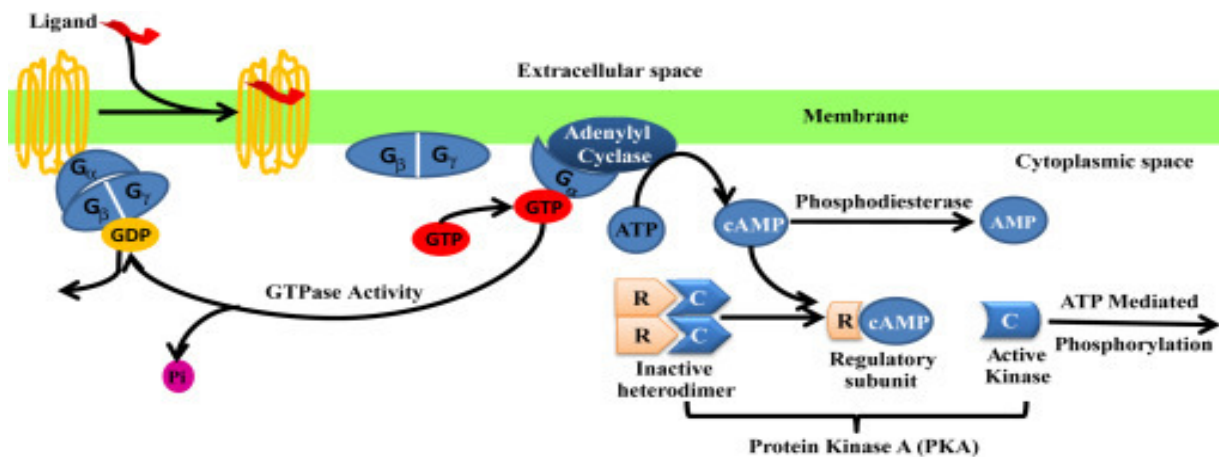 Ligand
Extracellular space
Membrane
Adenylyl
Cyclase
Cytoplasmic space
Gα
Gβ Gγ
GDP
Gβ Gγ
Gα
GTP
GTP
ATP
cAMP
Phosphodiesterase
AMP
GTPase Activity
Pi
R C
R C
Inactive
heterodimer
R cAMP
Regulatory
subunit
C
Active
Kinase
ATP Mediated
Phosphorylation
Protein Kinase A (PKA)